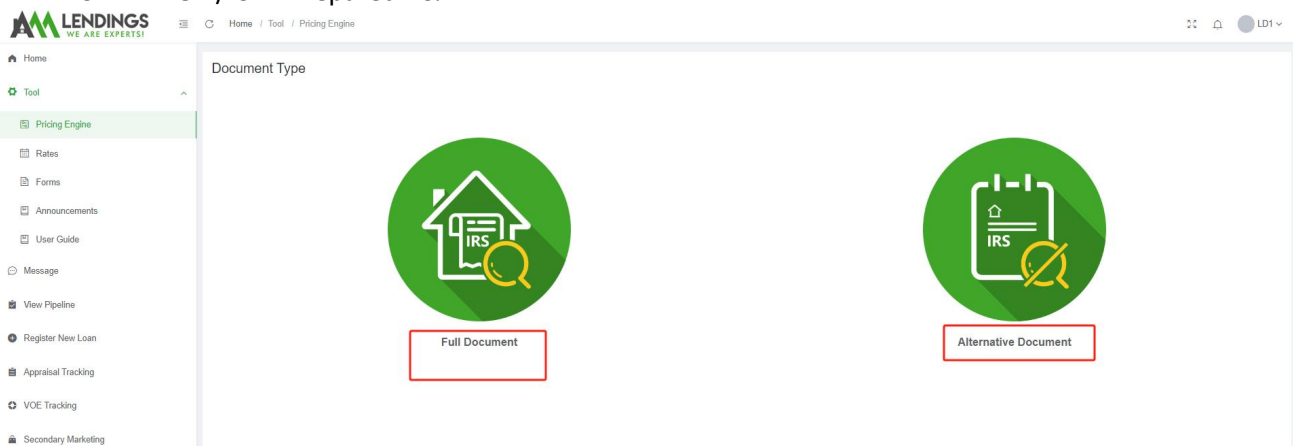 LENDINGS
WE ARE EXPERTS!
Home / Tool / Pricing Engine
LD1
Home
Tool
Pricing Engine
Rates
Forms
Announcements
User Guide
Message
View Pipeline
Register New Loan
Appraisal Tracking
VOE Tracking
Secondary Marketing
Document Type
IRS
Full Document
IRS
Alternative Document